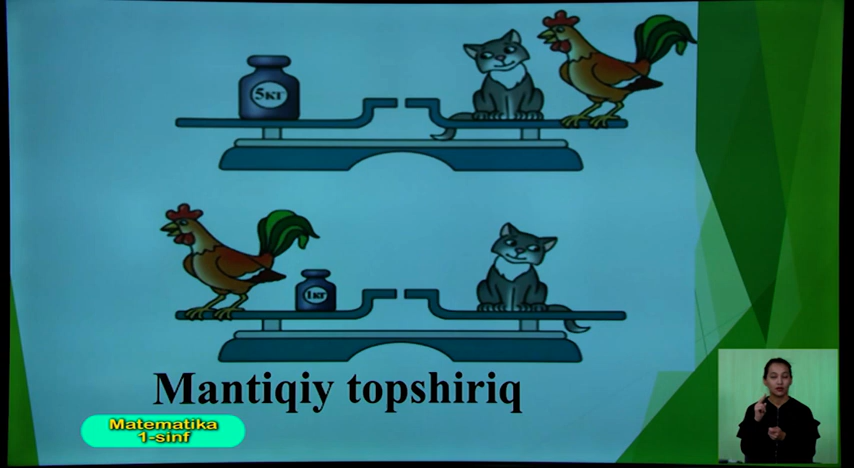 5кг
1кг
Mantiqiy topshiriq
Matematika
1-sinf